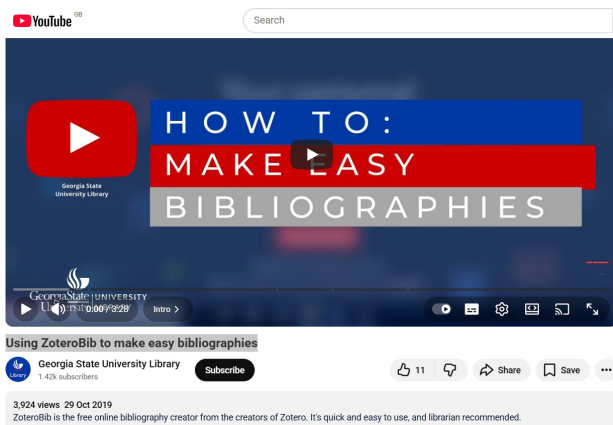 YouTube GB
Search
HOW TO:
MAKE EASY
BIBLIOGRAPHIES
Georgia State
University Library
GeorgiaState UNIVERSITY
University
0:00 / 3:28
Intro >
Using ZoteroBib to make easy bibliographies
Library
Georgia State University Library
1.42k subscribers
Subscribe
11
Share
Save
3,924 views 29 Oct 2019
ZoteroBib is the free online bibliography creator from the creators of Zotero. It's quick and easy to use, and librarian recommended.